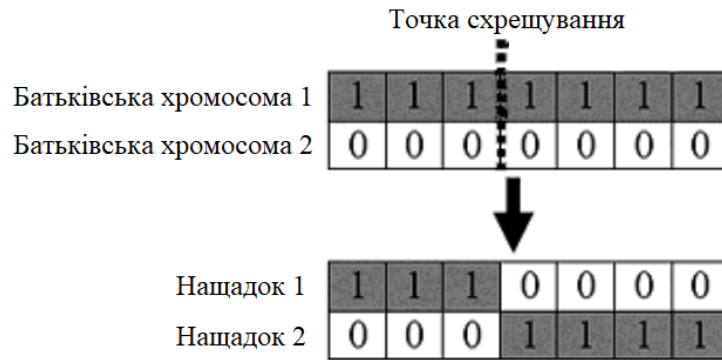 Точка схрещування
Батьківська хромосома 1 1 1 1 1 1 1 1
Батьківська хромосома 2 0 0 0 0 0 0 0
Нащадок 1 1 1 1 0 0 0 0
Нащадок 2 0 0 0 1 1 1 1